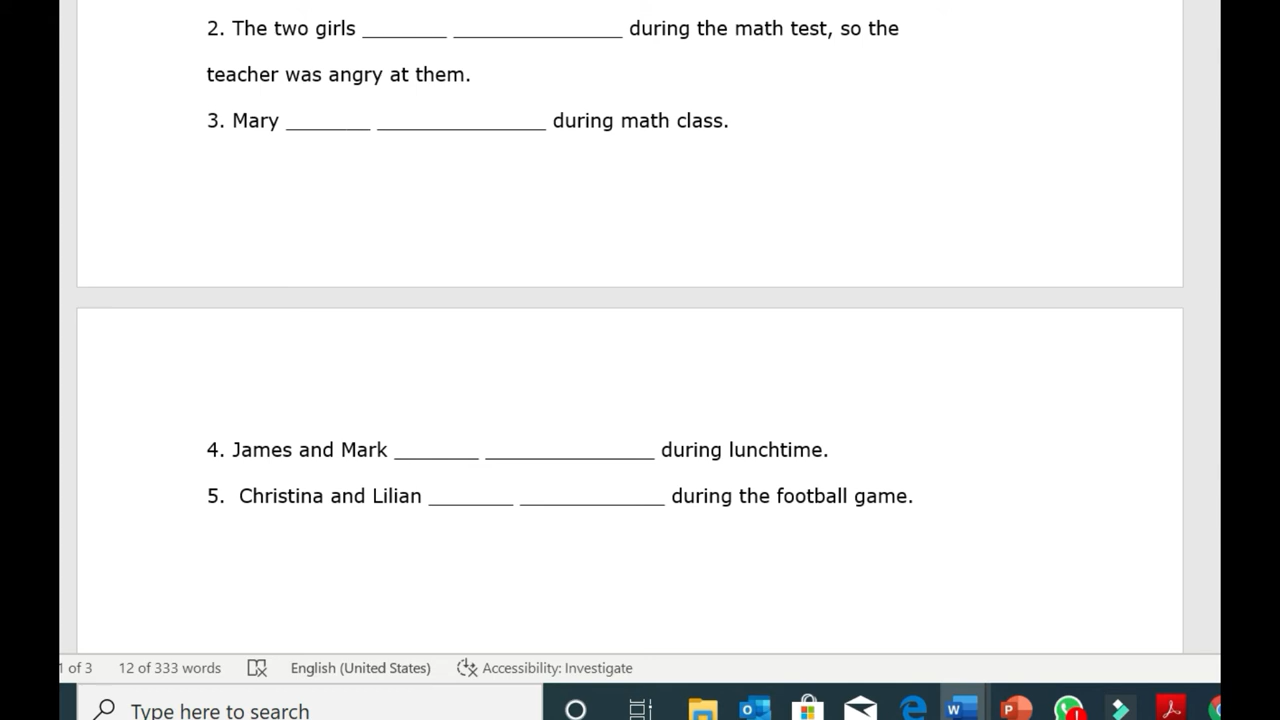 2. The two girls ________ ________________ during the math test, so the
teacher was angry at them.
3. Mary ________ ________________ during math class.
4. James and Mark ________ ________________ during lunchtime.
5. Christina and Lilian ________ ______________ during the football game.
1 of 3 12 of 333 words English (United States) Accessibility: Investigate
Type here to search